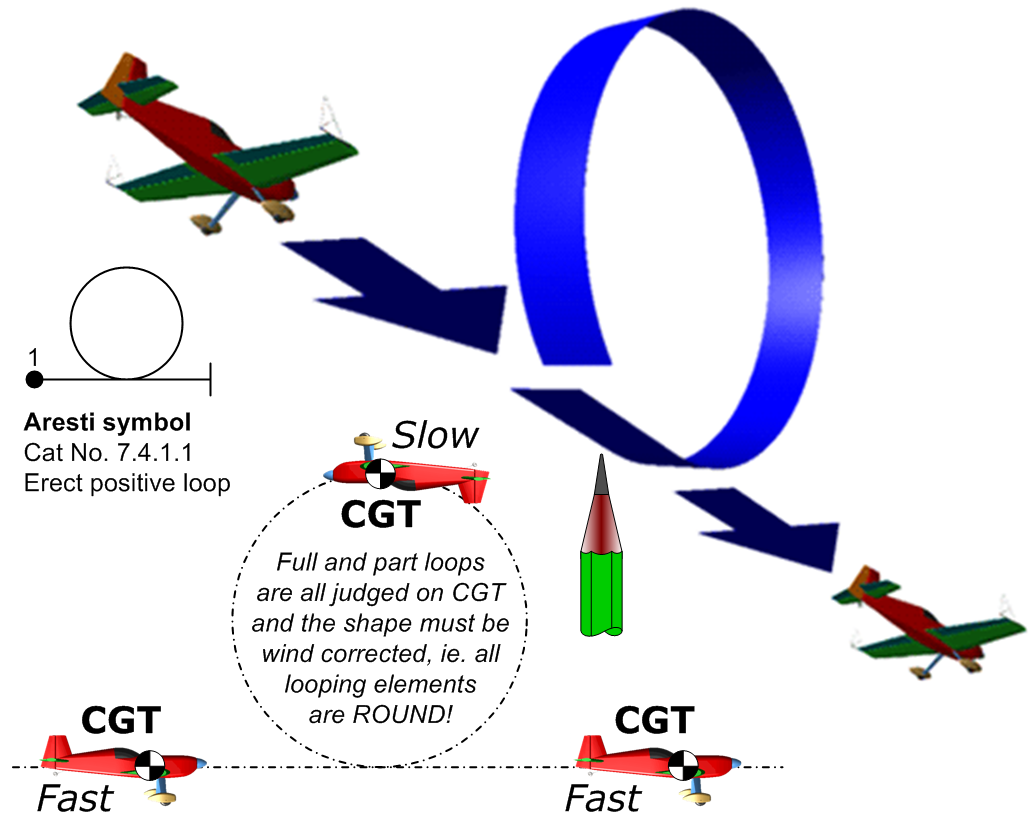 1
Aresti symbol
Cat No. 7.4.1.1
Erect positive loop
Slow
CGT
Full and part loops
are all judged on CGT
and the shape must be
wind corrected, ie. all
looping elements
are ROUND!
CGT
Fast
CGT
Fast